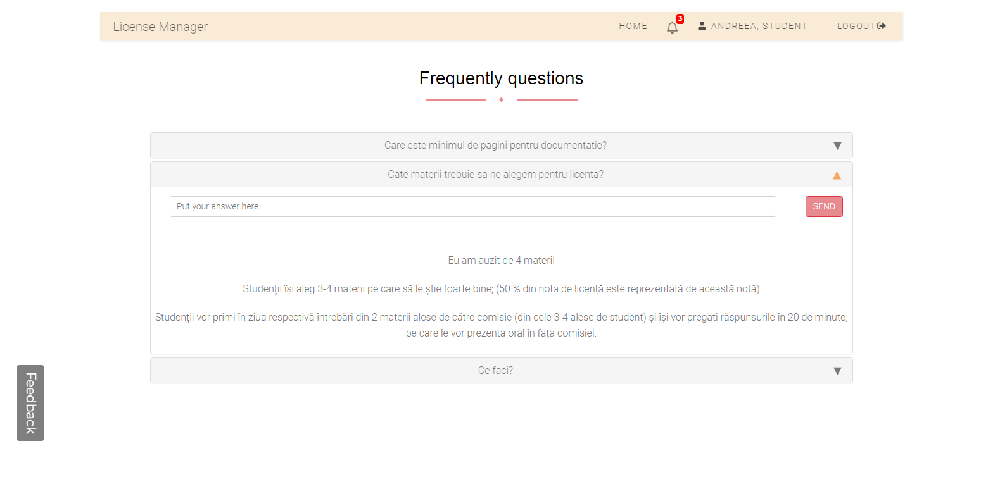 License Manager
HOME
3
ANDREEA, STUDENT
LOGOUT
Frequently questions
Care este minimul de pagini pentru documentatie?
Cate materii trebuie sa ne alegem pentru licenta?
Put your answer here
SEND
Eu am auzit de 4 materii
Studenții își aleg 3-4 materii pe care să le știe foarte bine; (50 % din nota de licență este reprezentată de această notă)
Studenții vor primi în ziua respectivă întrebări din 2 materii alese de către comisie (din cele 3-4 alese de student) și își vor pregăti răspunsurile în 20 de minute,
pe care le vor prezenta oral în fața comisiei.
Ce faci?
Feedback